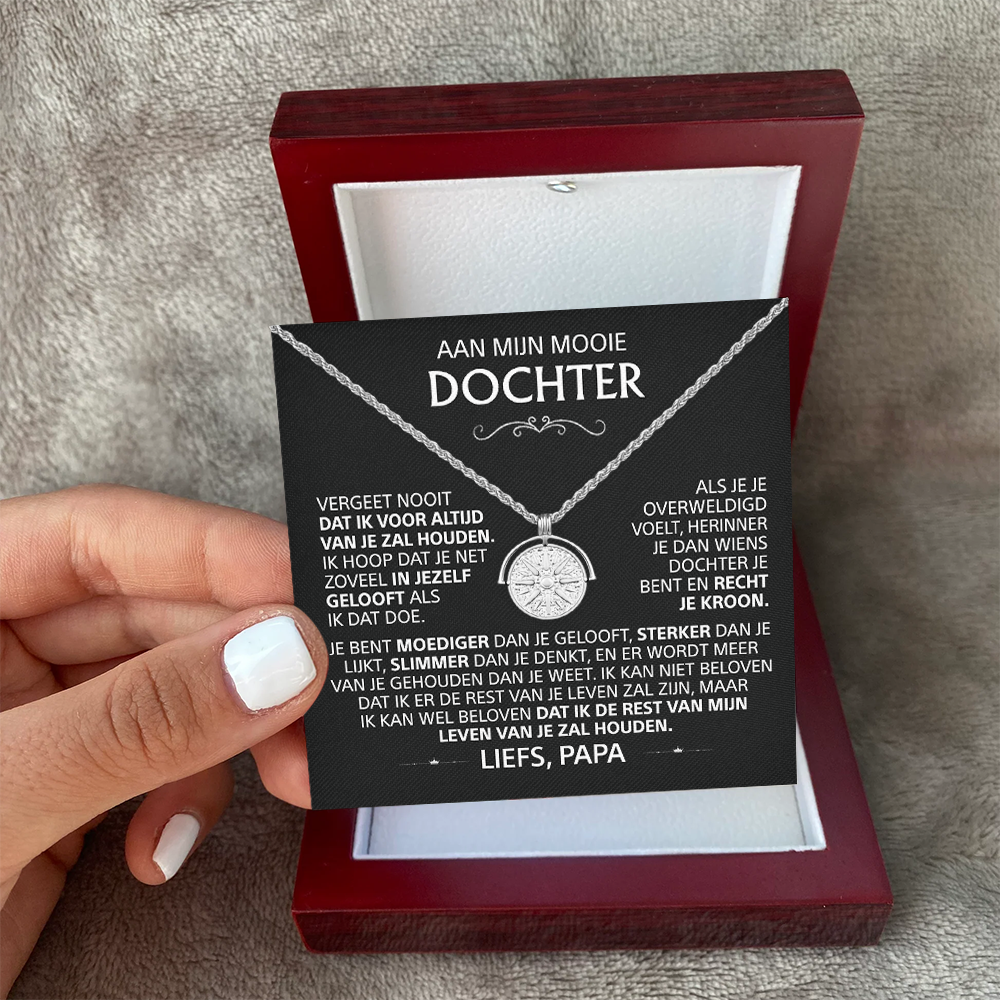 AAN MIJN MOOIE
DOCHTER
VERGEET NOOIT
DAT IK VOOR ALTIJD
VAN JE ZAL HOUDEN.
IK HOOP DAT JE NET
ZOVEEL IN JEZELF
GELOOFT ALS
IK DAT DOE.
ALS JE JE
OVERWELDIGD
VOELT, HERINNER
JE DAN WIENS
DOCHTER JE
BENT EN RECHT
JE KROON.
JE BENT MOEDIGER DAN JE GELOOFT, STERKER DAN JE
LIJKT, SLIMMER DAN JE DENKT, EN ER WORDT MEER
VAN JE GEHOUDEN DAN JE WEET. IK KAN NIET BELOVEN
DAT IK ER DE REST VAN JE LEVEN ZAL ZIJN, MAAR
IK KAN WEL BELOVEN DAT IK DE REST VAN MIJN
LEVEN VAN JE ZAL HOUDEN.
LIEFS, PAPA